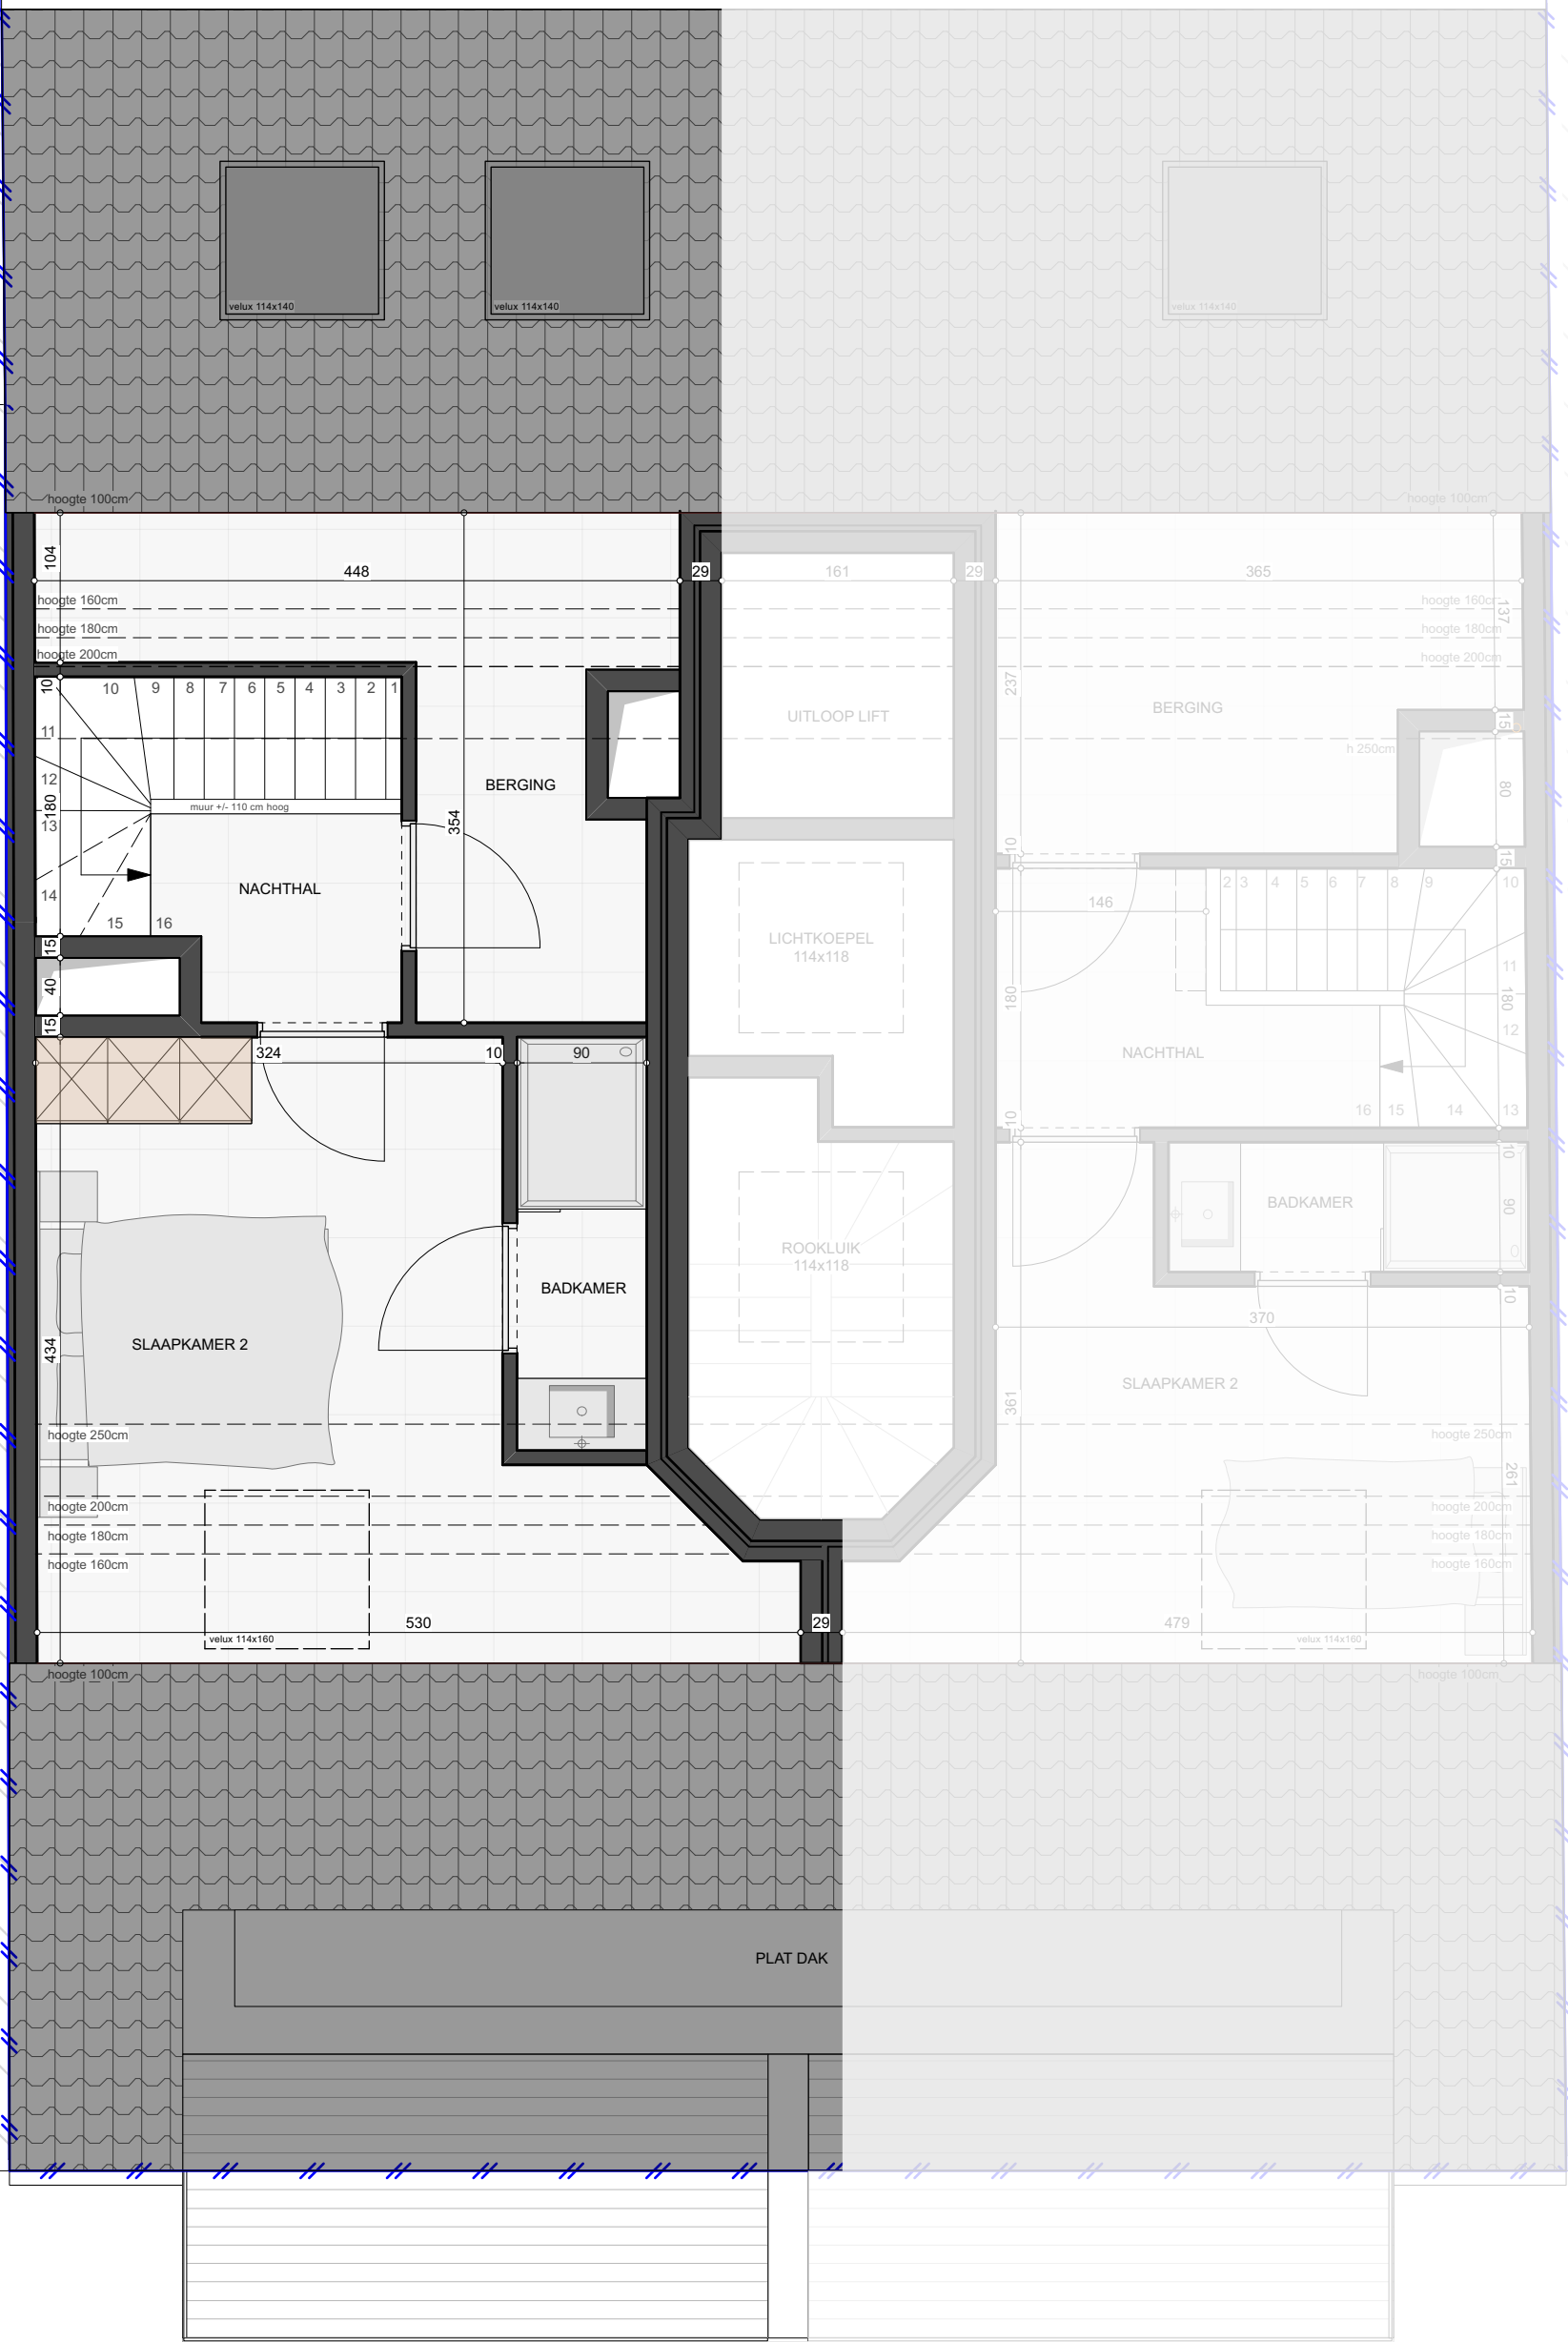 velux 114x140
velux 114x140
velux 114x140
hoogte 100cm
hoogte 100cm
104
448
29
161
29
365
hoogte 160cm
hoogte 160cm
137
hoogte 180cm
hoogte 180cm
hoogte 200cm
hoogte 200cm
10
10
9
8
7
6
5
4
3
2
1
237
UITLOOP LIFT
BERGING
15
11
h 250cm
12
BERGING
80
180
muur +/- 110 cm hoog
13
354
10
15
NACHTHAL
14
2
3
4
5
6
7
8
9
10
146
15
16
LICHTKOEPEL
114x118
15
11
40
180
180
15
12
324
10
90
NACHTHAL
16
15
14
13
10
10
BADKAMER
90
ROOKLUIK
114x118
BADKAMER
10
370
SLAAPKAMER 2
434
SLAAPKAMER 2
361
hoogte 250cm
hoogte 250cm
261
hoogte 200cm
hoogte 200cm
hoogte 180cm
hoogte 180cm
hoogte 160cm
hoogte 160cm
530
29
479
velux 114x160
velux 114x160
hoogte 100cm
hoogte 100cm
PLAT DAK